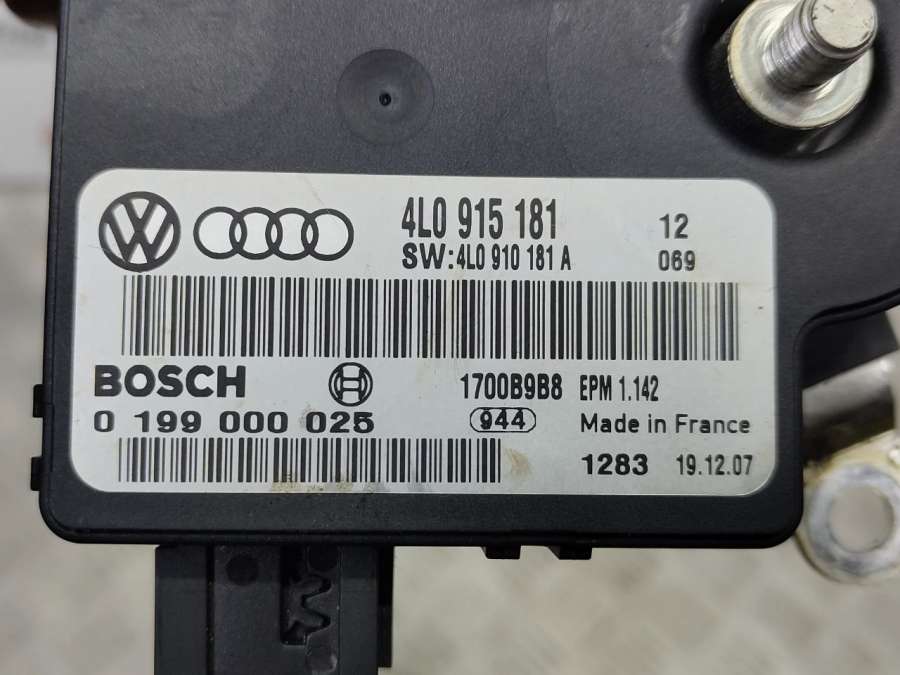 4L0 915 181 12
SW:4L0 910 181 A 069
BOSCH 1700B9B8 EPM 1.142
0 199 000 025 944 Made in France
1283 19.12.07